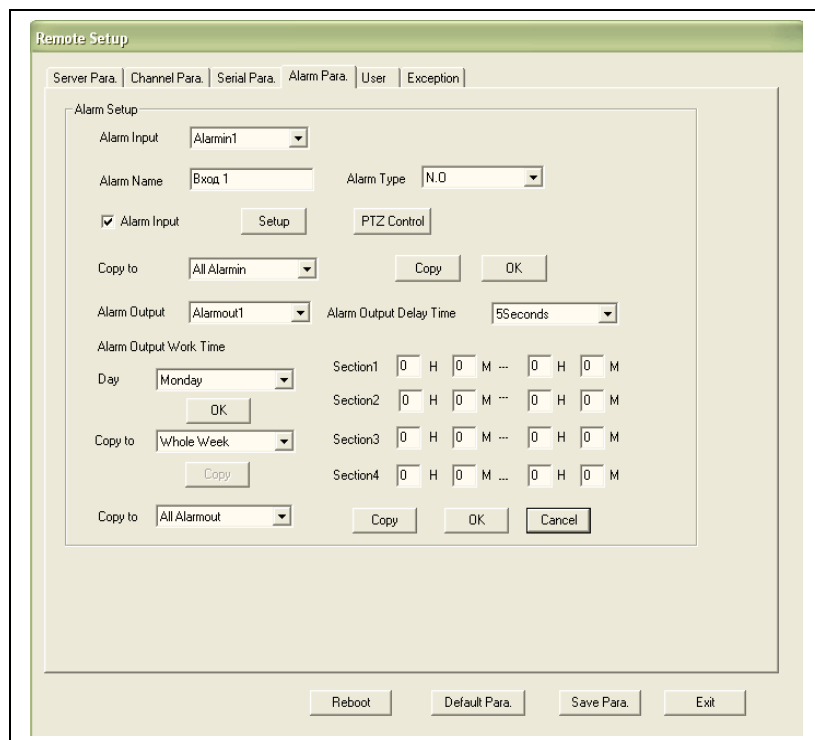 Remote Setup
Server Para. Channel Para. Serial Para. Alarm Para. User Exception
Alarm Setup
Alarm Input Alarmin1
Alarm Name Вход 1 Alarm Type N.O
Alarm Input Setup PTZ Control
Copy to All Alarmin Copy OK
Alarm Output Alarmout1 Alarm Output Delay Time 5Seconds
Alarm Output Work Time
Section1 0 H 0 M --- 0 H 0 M
Day Monday
OK
Section2 0 H 0 M --- 0 H 0 M
Copy to Whole Week
Section3 0 H 0 M --- 0 H 0 M
Copy
Section4 0 H 0 M ... 0 H 0 M
Copy to All Alarmout Copy OK Cancel
Reboot Default Para. Save Para. Exit